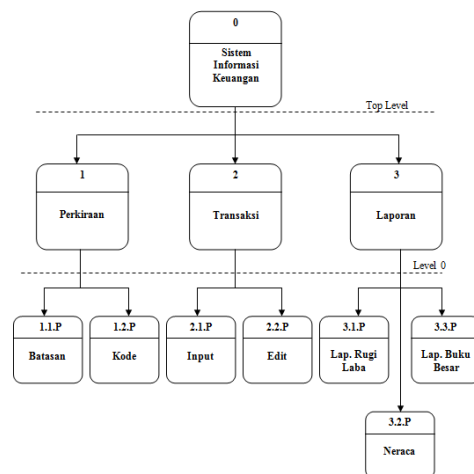 0
Sistem
Informasi
Keuangan
Top Level
1
Perkiraan
2
Transaksi
3
Laporan
Level 0
1.1.P
Batasan
1.2.P
Kode
2.1.P
Input
2.2.P
Edit
3.1.P
Lap. Rugi
Laba
3.3.P
Lap. Buku
Besar
3.2.P
Neraca